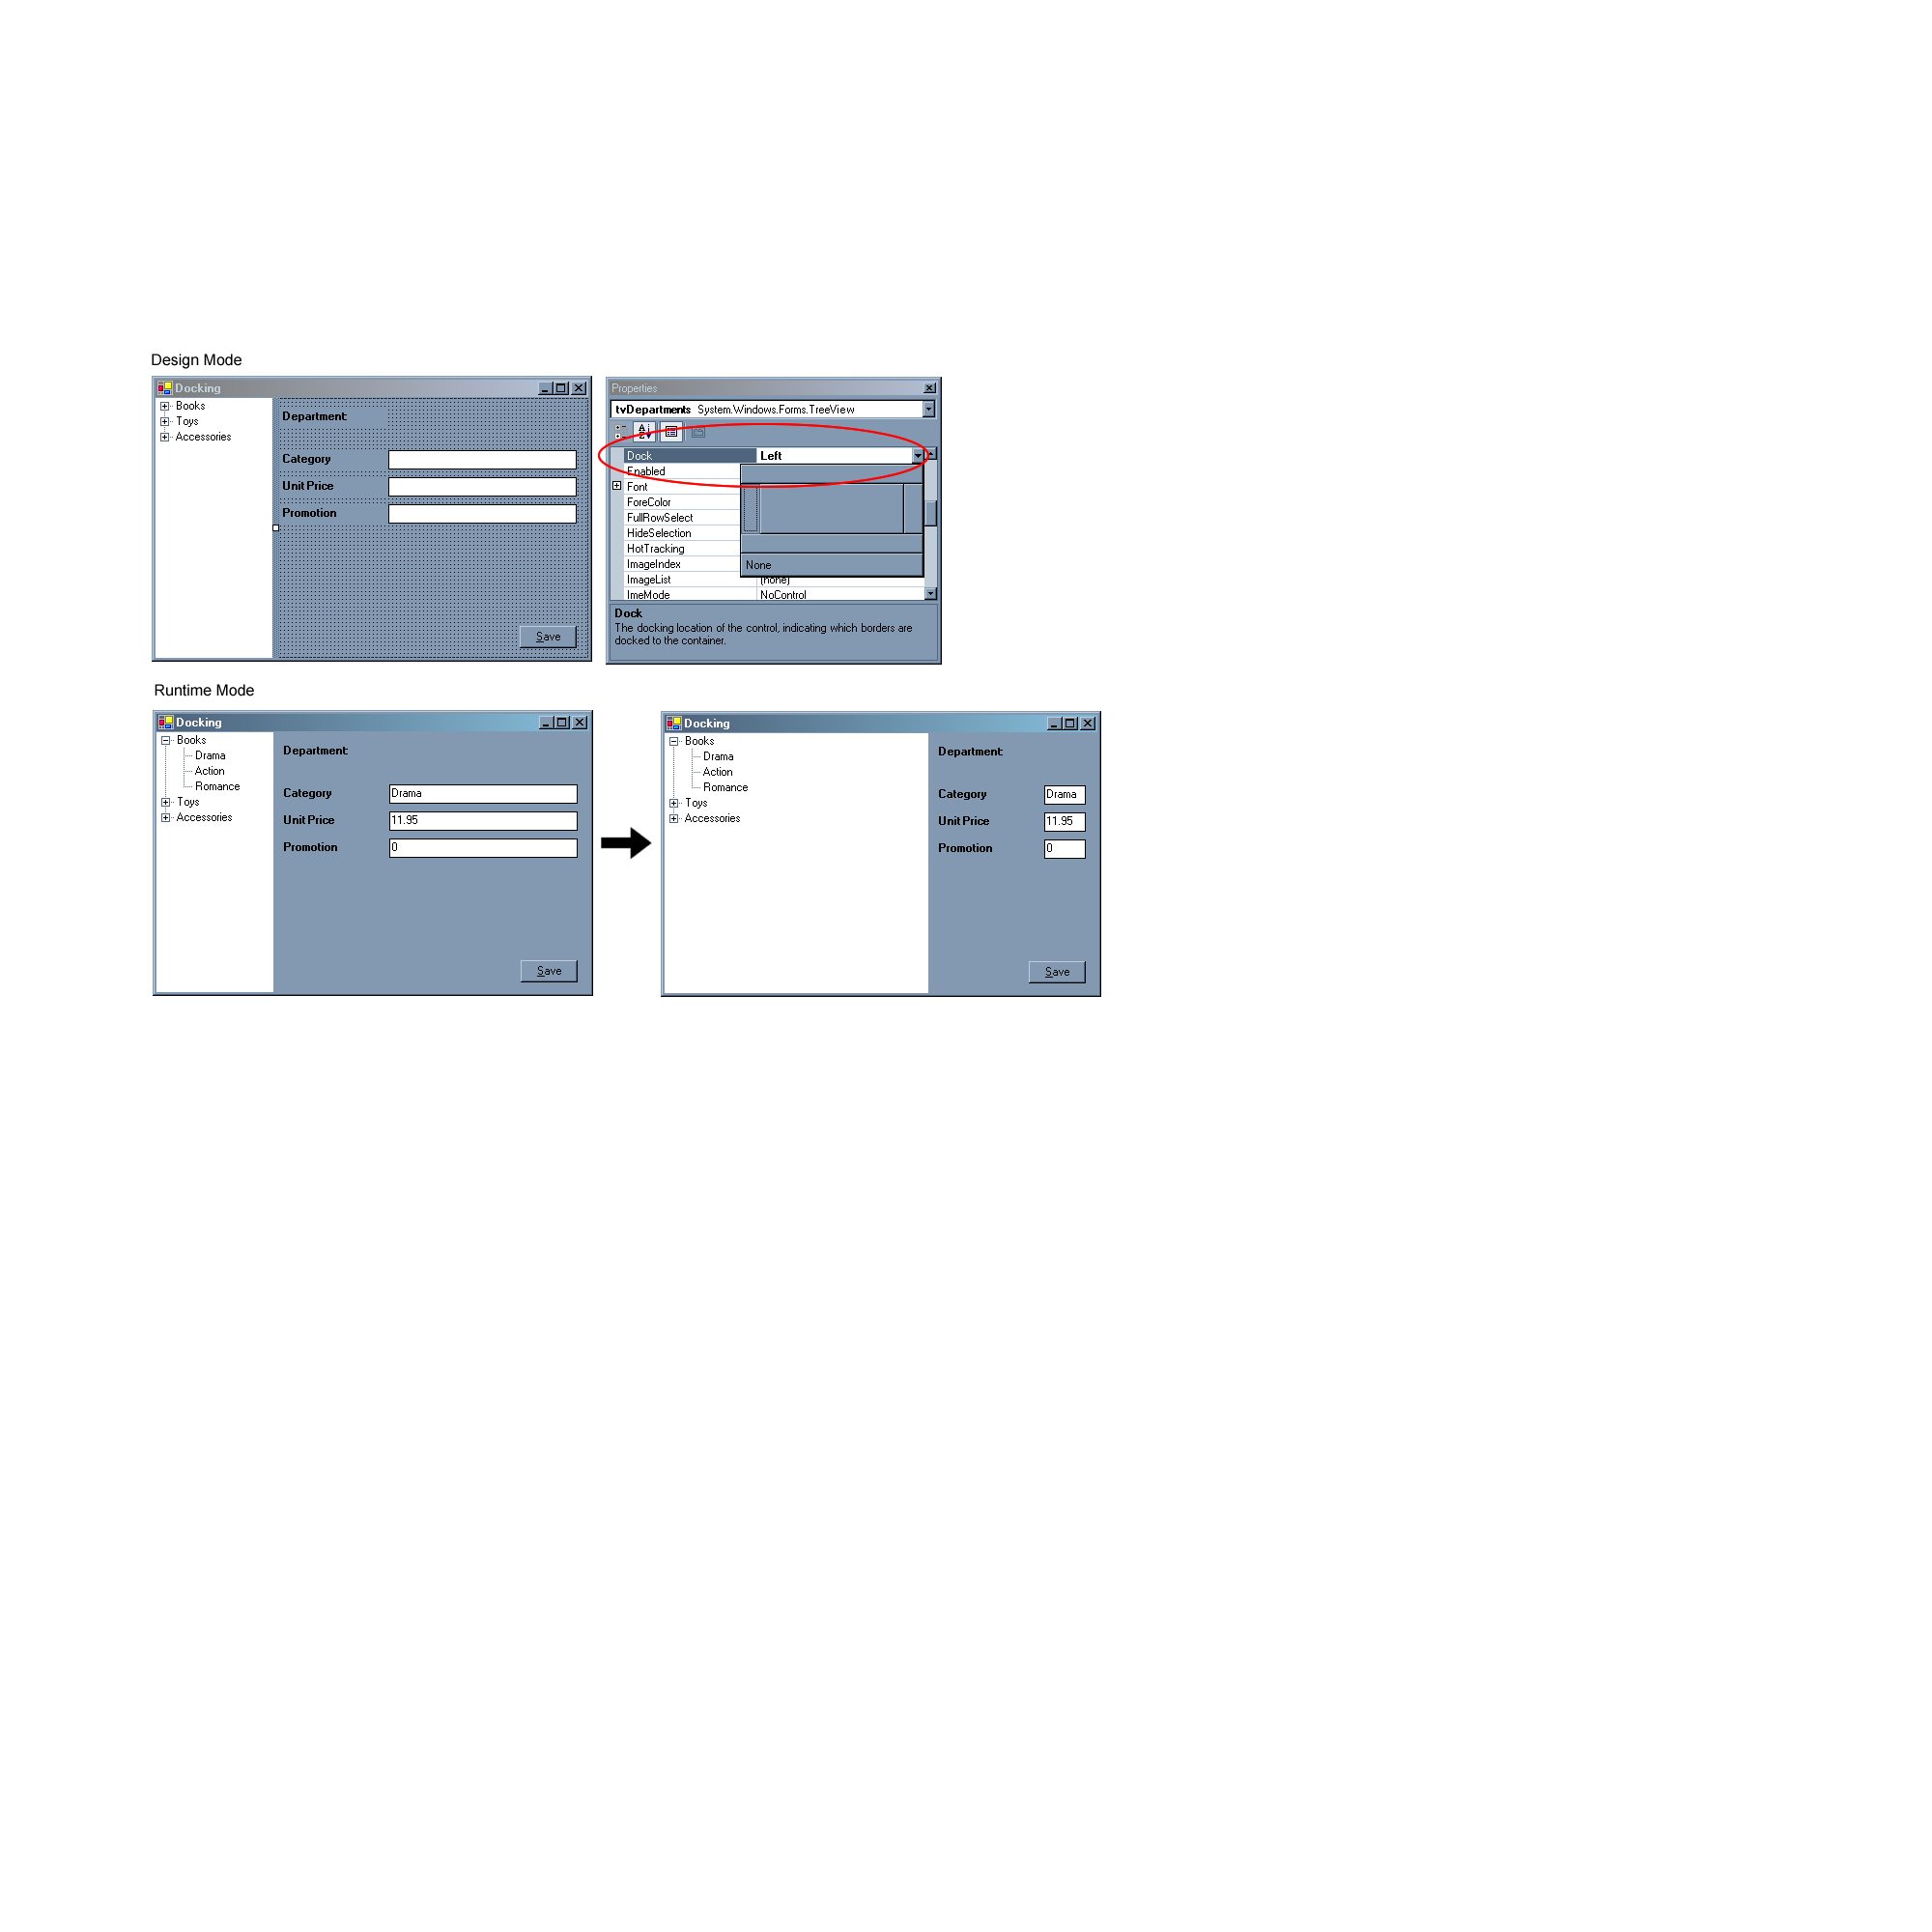 Design Mode
Docking
Books
Toys
Accessories
Department:
Category
Unit Price
Promotion
Save
Properties
tvDepartments System.Windows.Forms.TreeView
Dock Left
Enabled
Font
ForeColor
FullRowSelect
HideSelection
HotTracking
ImageIndex
None
ImageList (none)
ImeMode NoControl
Dock
The docking location of the control, indicating which borders are
docked to the container.
Runtime Mode
Docking
Books
Drama
Action
Romance
Toys
Accessories
Department:
Category Drama
Unit Price 11.95
Promotion 0
Save
Docking
Books
Drama
Action
Romance
Toys
Accessories
Department:
Category Drama
Unit Price 11.95
Promotion 0
Save